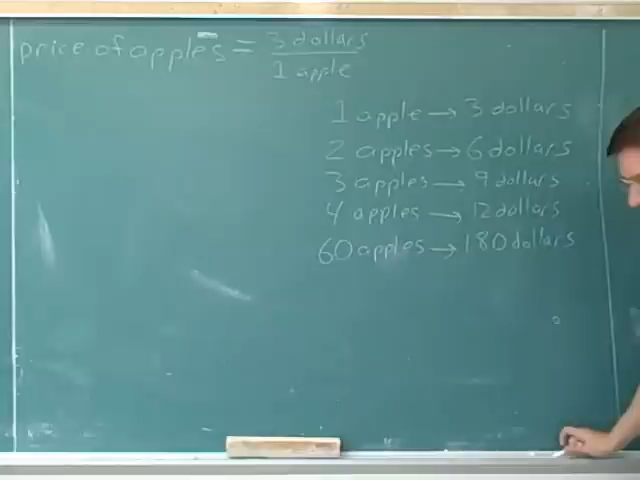 price of apples = 3 dollars / 1 apple
1 apple → 3 dollars
2 apples → 6 dollars
3 apples → 9 dollars
4 apples → 12 dollars
60 apples → 180 dollars